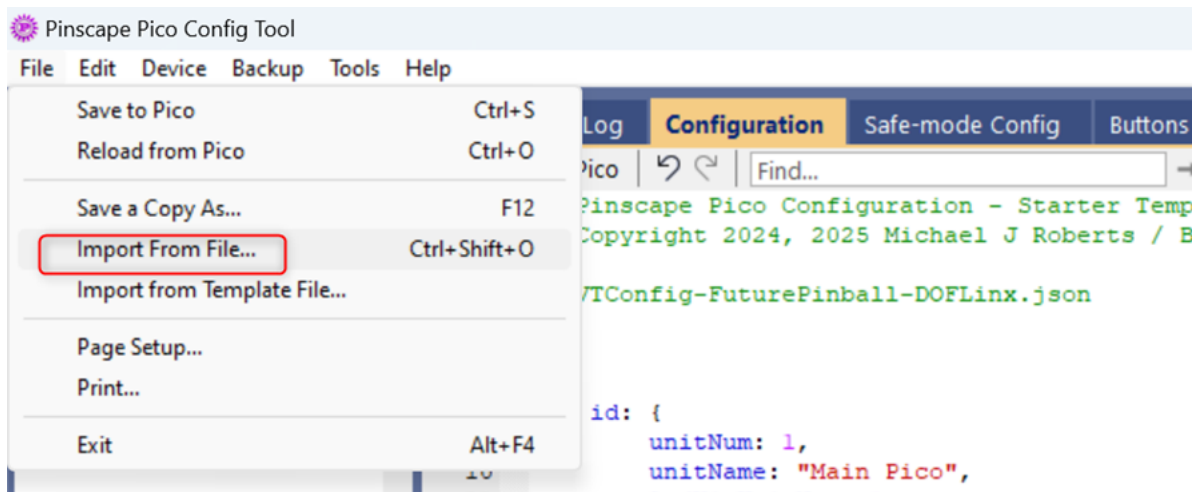 Pinscape Pico Config Tool
File Edit Device Backup Tools Help
Save to Pico Ctrl+S
Reload from Pico Ctrl+O
Save a Copy As... F12
Import From File... Ctrl+Shift+O
Import from Template File...
Page Setup...
Print...
Exit Alt+F4
Log Configuration Safe-mode Config Buttons
Pico Find...
Pinscape Pico Configuration - Starter Temp
Copyright 2024, 2025 Michael J Roberts / B
VTConfig-FuturePinball-DOFLinx.json
id: {
unitNum: 1,
unitName: "Main Pico",